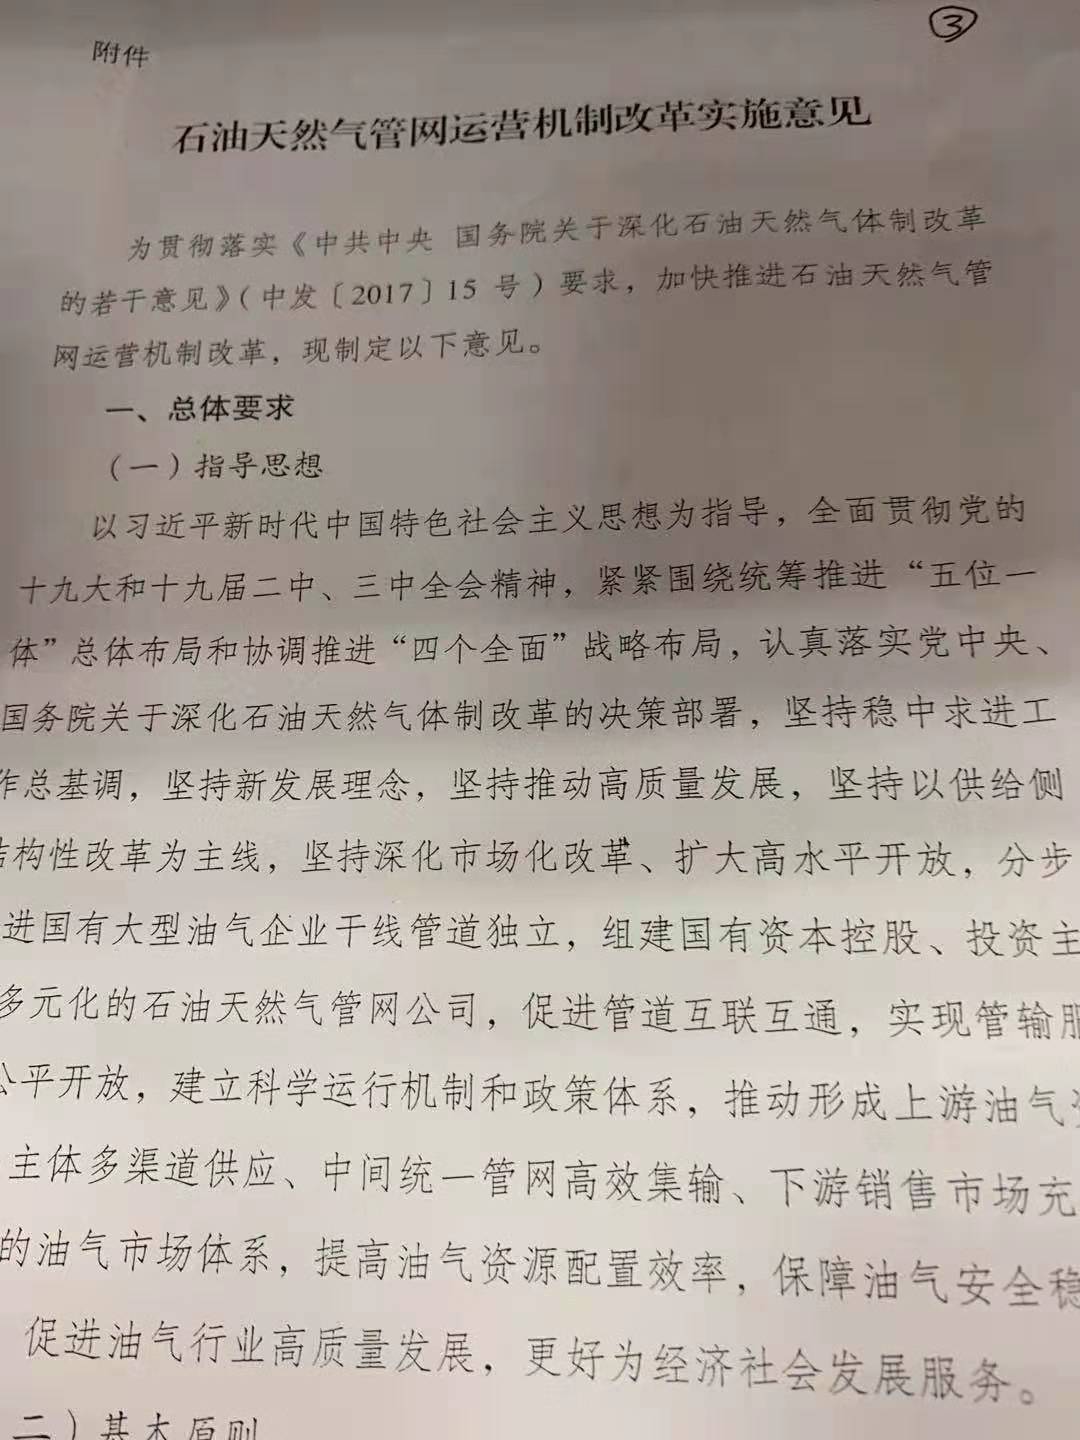 ③
附件
石油天然气管网运营机制改革实施意见
为贯彻落实《中共中央 国务院关于深化石油天然气体制改革
的若干意见》(中发〔2017〕15 号)要求，加快推进石油天然气管
网运营机制改革，现制定以下意见。
一、总体要求
(一)指导思想
以习近平新时代中国特色社会主义思想为指导，全面贯彻党的
十九大和十九届二中、三中全会精神，紧紧围绕统筹推进“五位一
体”总体布局和协调推进“四个全面”战略布局，认真落实党中央、
国务院关于深化石油天然气体制改革的决策部署，坚持稳中求进工
作总基调，坚持新发展理念，坚持推动高质量发展，坚持以供给侧
结构性改革为主线，坚持深化市场化改革、扩大高水平开放，分步
进国有大型油气企业干线管道独立，组建国有资本控股、投资主
多元化的石油天然气管网公司，促进管道互联互通，实现管输服
公平开放，建立科学运行机制和政策体系，推动形成上游油气资
主体多渠道供应、中间统一管网高效集输、下游销售市场充
的油气市场体系，提高油气资源配置效率，保障油气安全稳
促进油气行业高质量发展，更好为经济社会发展服务。
二)基本原则